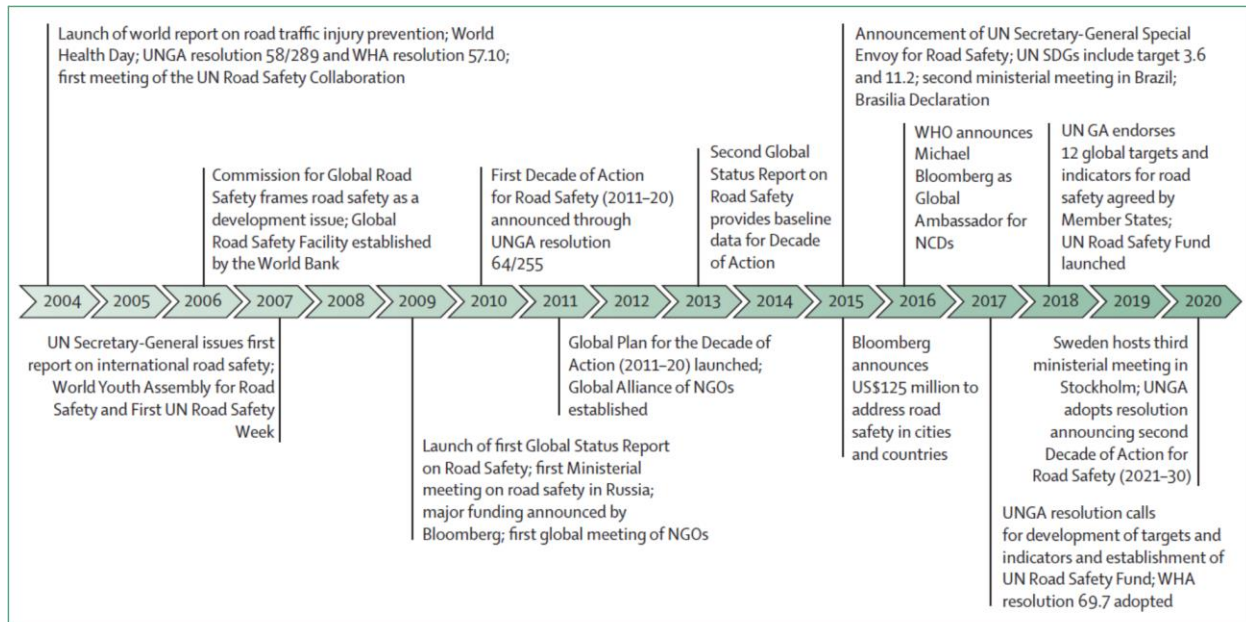 Launch of world report on road traffic injury prevention; World
Health Day; UNGA resolution 58/289 and WHA resolution 57.10;
first meeting of the UN Road Safety Collaboration
Announcement of UN Secretary-General Special
Envoy for Road Safety; UN SDGs include target 3.6
and 11.2; second ministerial meeting in Brazil;
Brasilia Declaration
Commission for Global Road
Safety frames road safety as a
development issue; Global
Road Safety Facility established
by the World Bank
First Decade of Action
for Road Safety (2011–20)
announced through
UNGA resolution
64/255
Second Global
Status Report on
Road Safety
provides baseline
data for Decade
of Action
WHO announces
Michael
Bloomberg as
Global
Ambassador for
NCDs
UN GA endorses
12 global targets and
indicators for road
safety agreed by
Member States;
UN Road Safety Fund
launched
2004 2005 2006 2007 2008 2009 2010 2011 2012 2013 2014 2015 2016 2017 2018 2019 2020
UN Secretary-General issues first
report on international road safety;
World Youth Assembly for Road
Safety and First UN Road Safety
Week
Launch of first Global Status Report
on Road Safety; first Ministerial
meeting on road safety in Russia;
major funding announced by
Bloomberg; first global meeting of NGOs
Global Plan for the Decade of
Action (2011–20) launched;
Global Alliance of NGOs
established
Bloomberg
announces
US$125 million to
address road
safety in cities
and countries
Sweden hosts third
ministerial meeting in
Stockholm; UNGA
adopts resolution
announcing second
Decade of Action for
Road Safety (2021–30)
UNGA resolution calls
for development of targets and
indicators and establishment of
UN Road Safety Fund; WHA
resolution 69.7 adopted